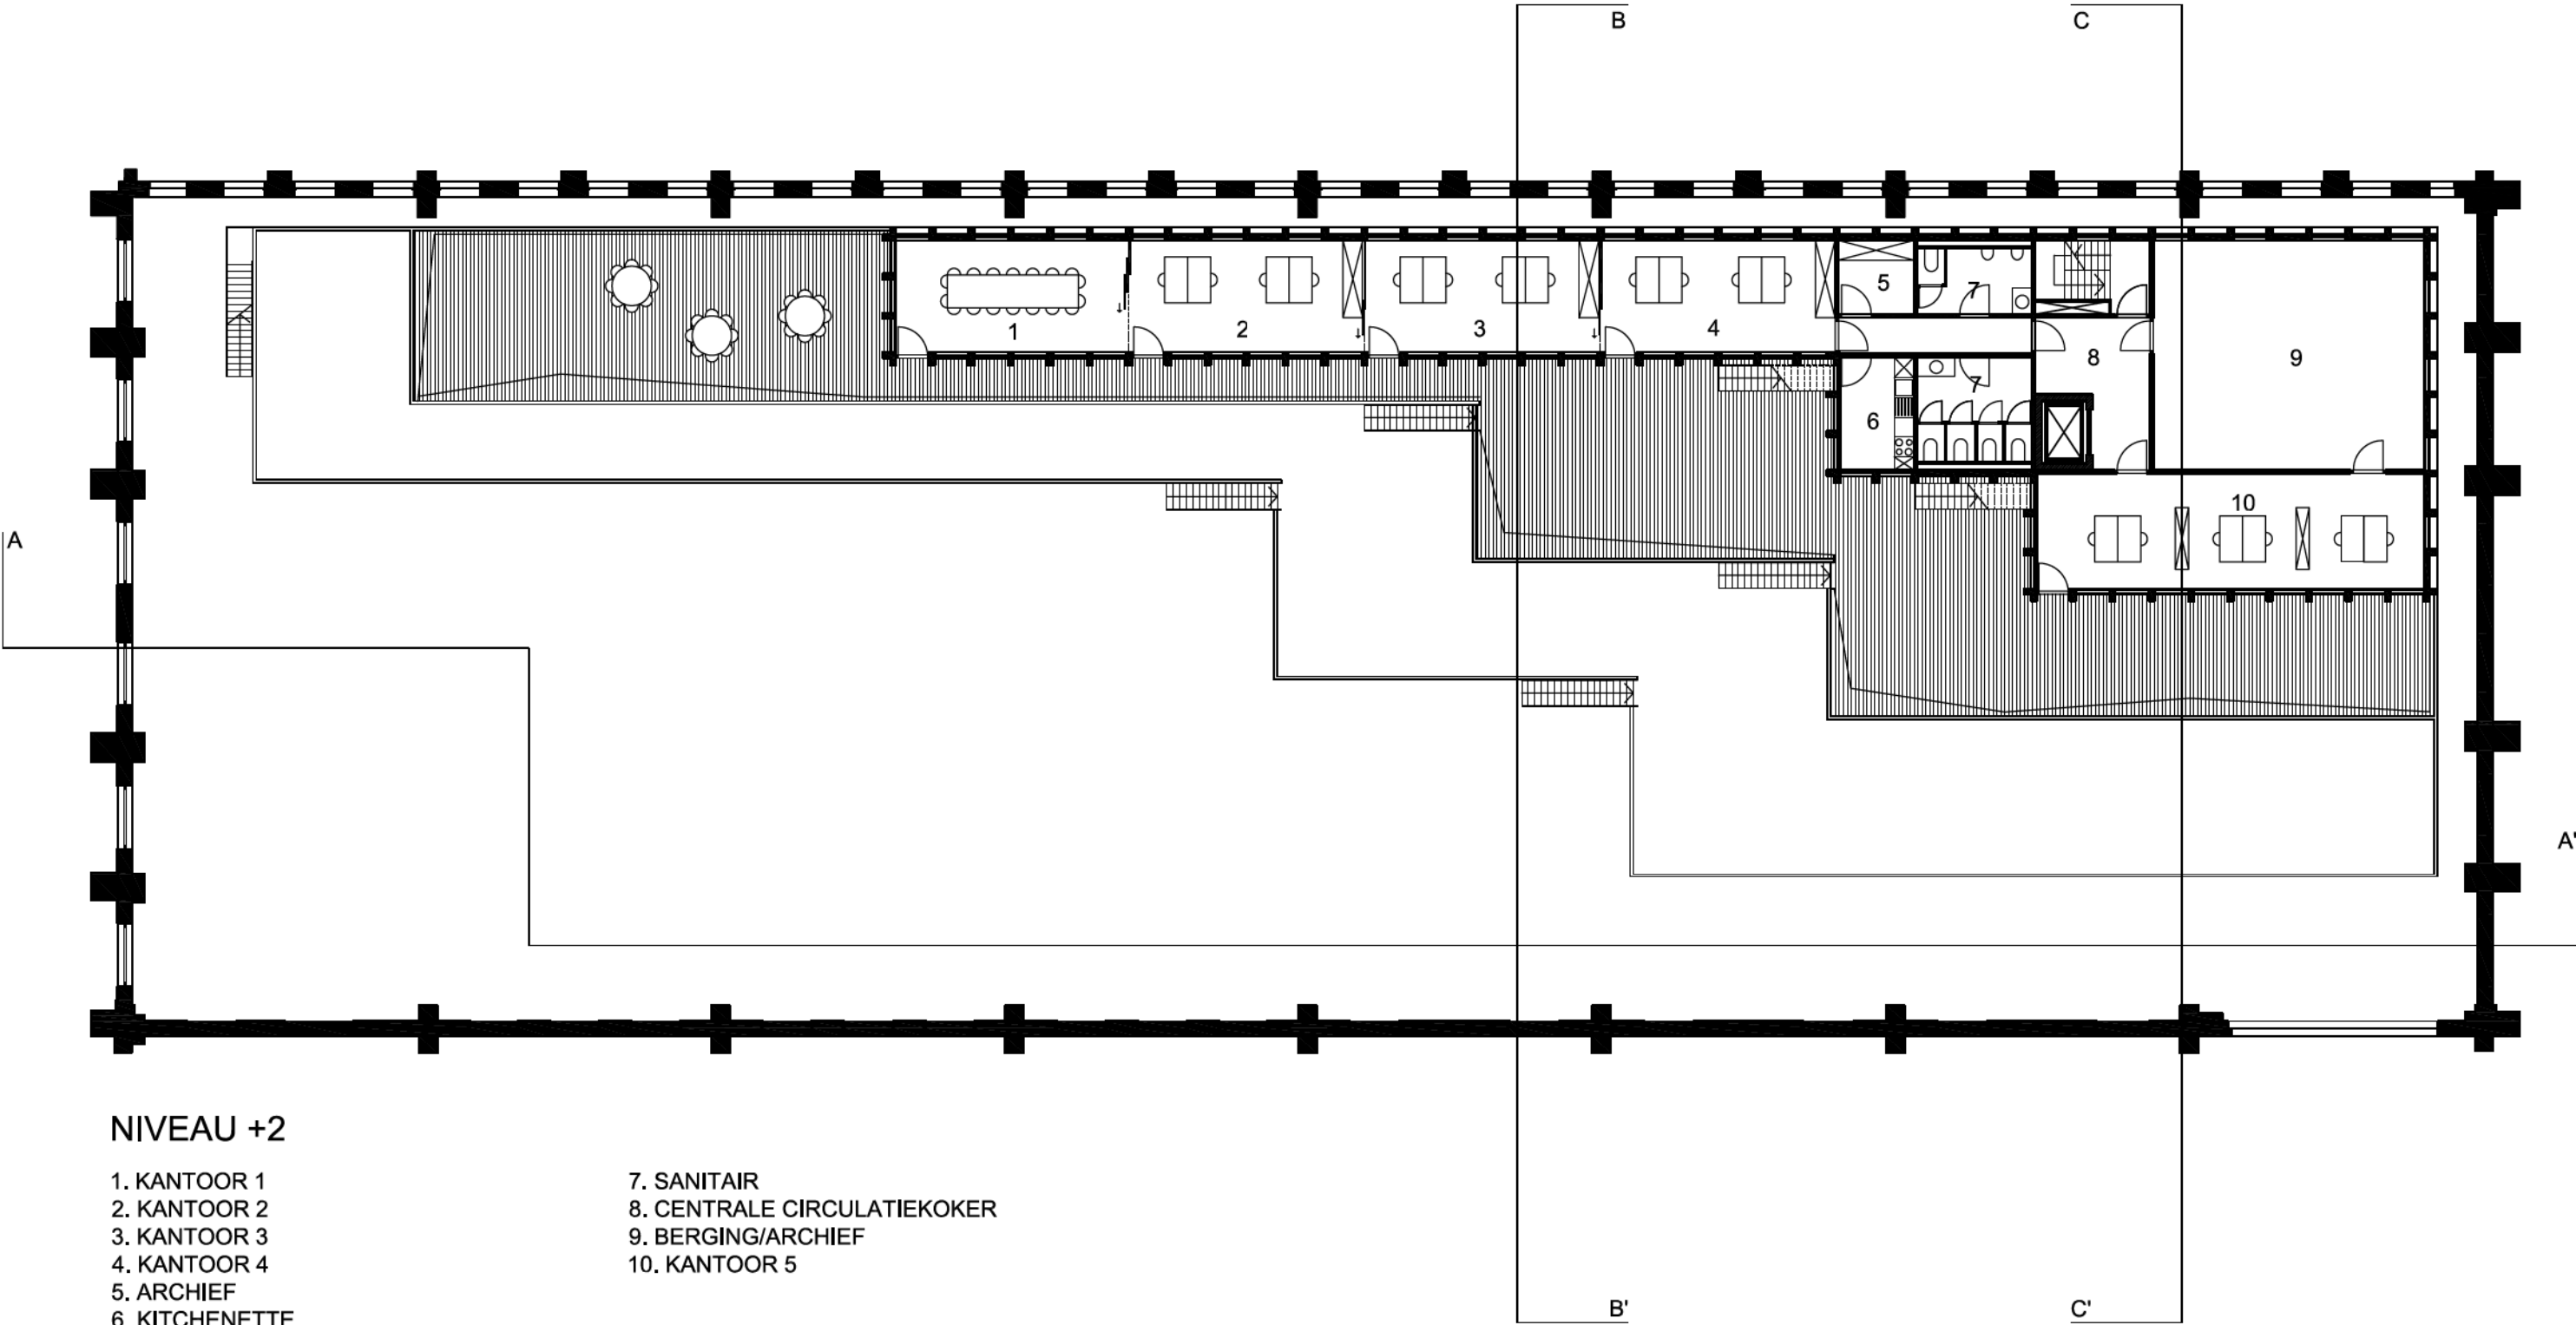 B
C
1
2
3
4
5
7
8
9
6
7
10
A
A'
B'
C'
NIVEAU +2
1. KANTOOR 1
2. KANTOOR 2
3. KANTOOR 3
4. KANTOOR 4
5. ARCHIEF
6. KITCHENETTE
7. SANITAIR
8. CENTRALE CIRCULATIEKOKER
9. BERGING/ARCHIEF
10. KANTOOR 5